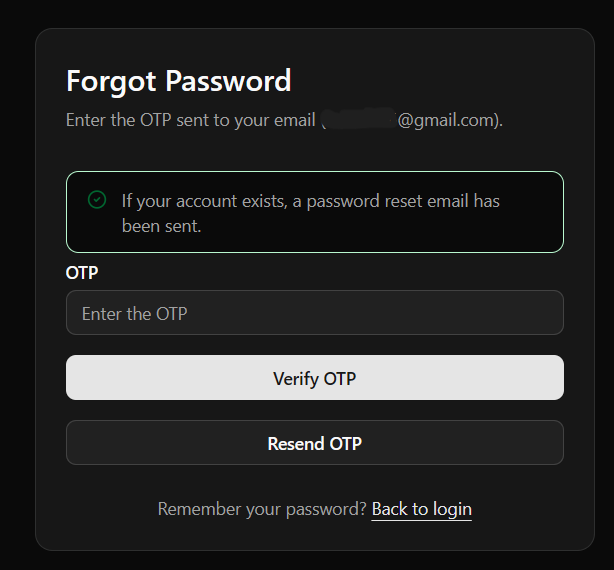 Forgot Password
Enter the OTP sent to your email (@gmail.com).
If your account exists, a password reset email has
been sent.
OTP
Enter the OTP
Verify OTP
Resend OTP
Remember your password? Back to login